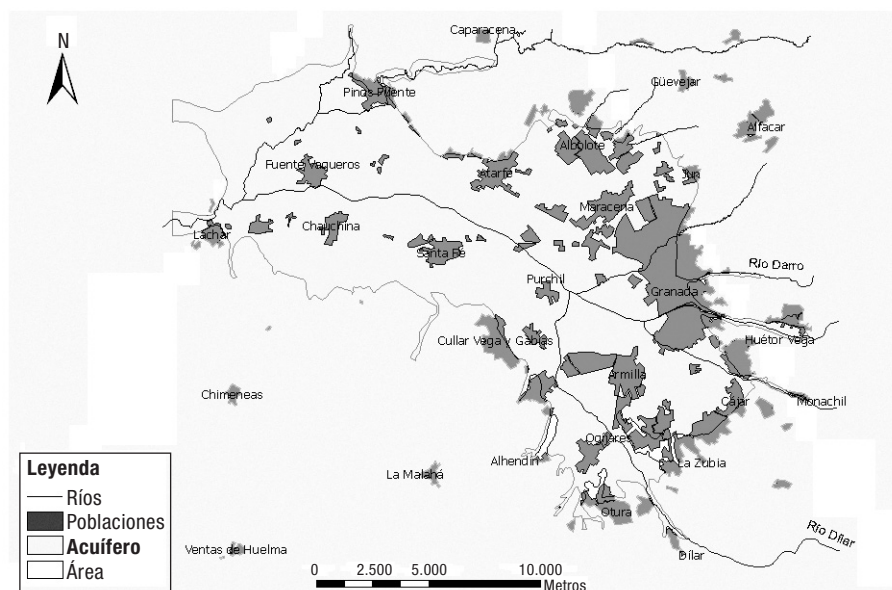 N
Caparacena
Pinos Puente
Güevejar
Alfacar
Albolote
Fuente Vaqueros
Atarfe
Jun
Maracena
Chauchina
Lachar
Santa Fé
Río Darro
Purchil
Granada
Cullar Vega y Gabias
Huétor Vega
Armilla
Chimeneas
Cájar
Monachil
Ogíjares
Alhendín
La Zubia
La Malahá
Otura
Río Dílar
Dílar
Ventas de Huelma
Leyenda
Ríos
Poblaciones
Acuífero
Área
0 2.500 5.000 10.000
Metros